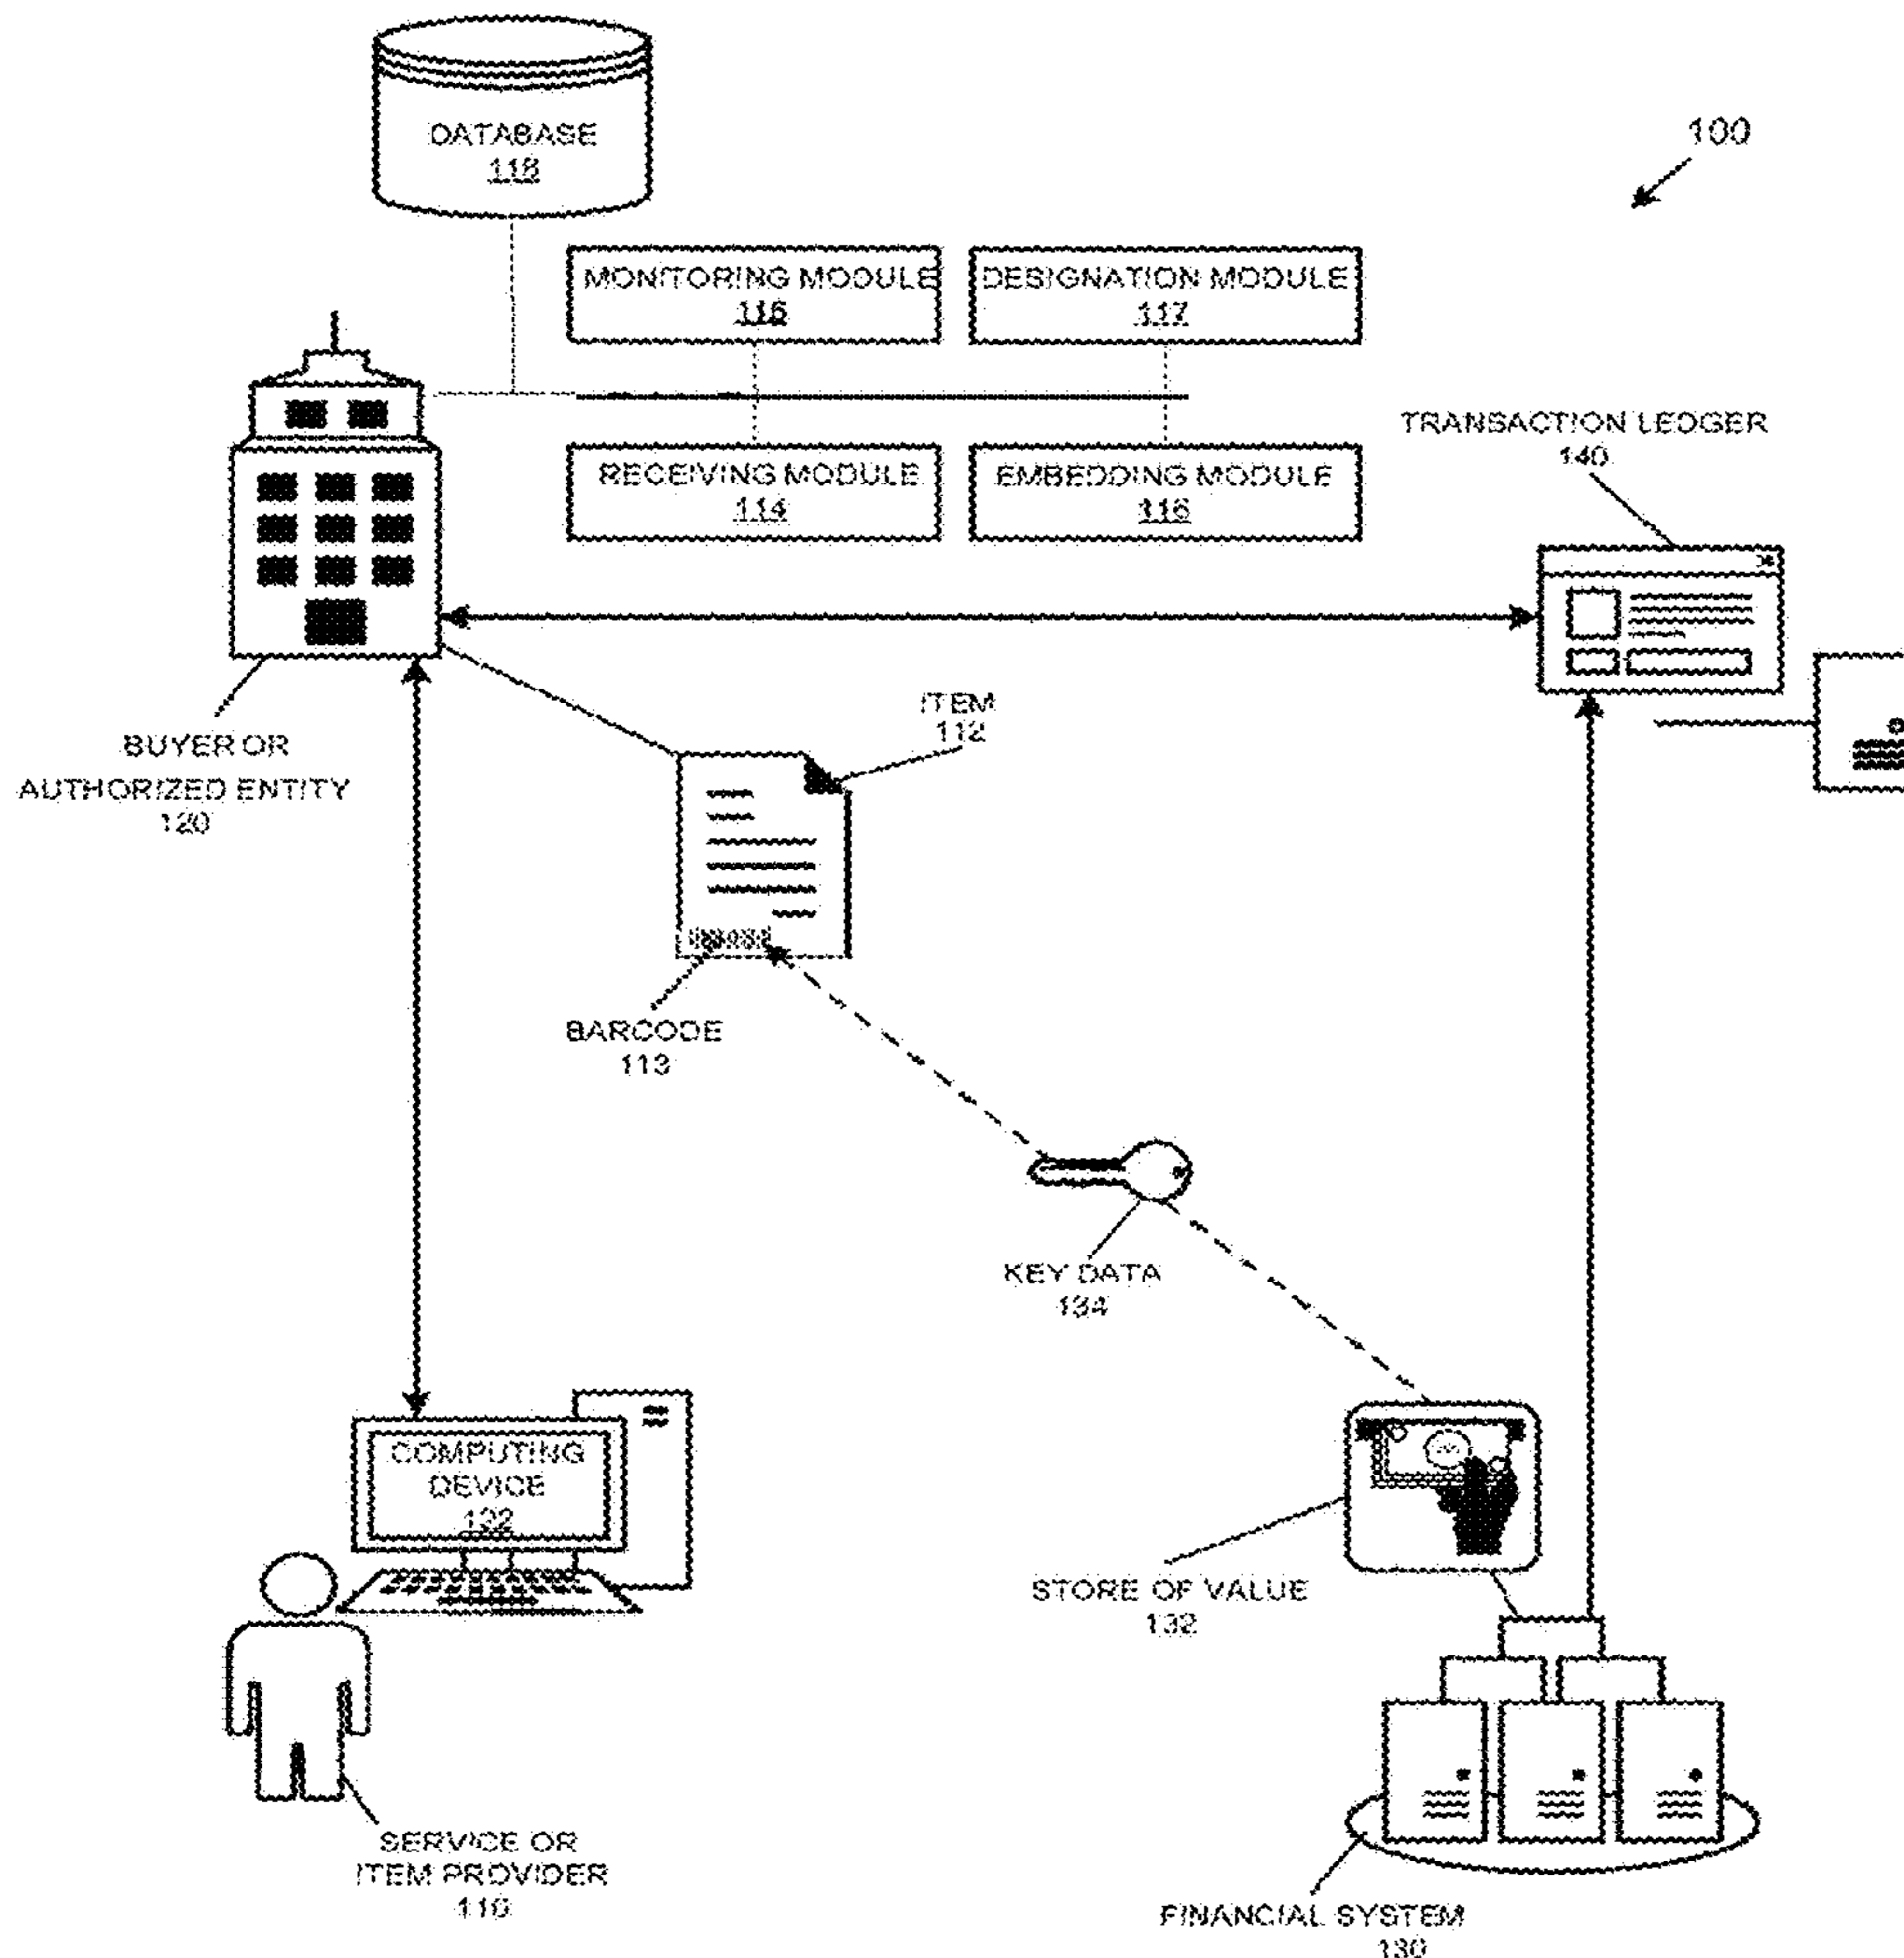 DATABASE
118
100
MONITORING MODULE
116
DESIGNATION MODULE
117
RECEIVING MODULE
114
EMBEDDING MODULE
116
TRANSACTION LEDGER
140
ITEM
112
BUYER OR
AUTHORIZED ENTITY
120
BARCODE
113
KEY DATA
134
COMPUTING
DEVICE
122
STORE OF VALUE
132
SERVICE OR
ITEM PROVIDER
110
FINANCIAL SYSTEM
130